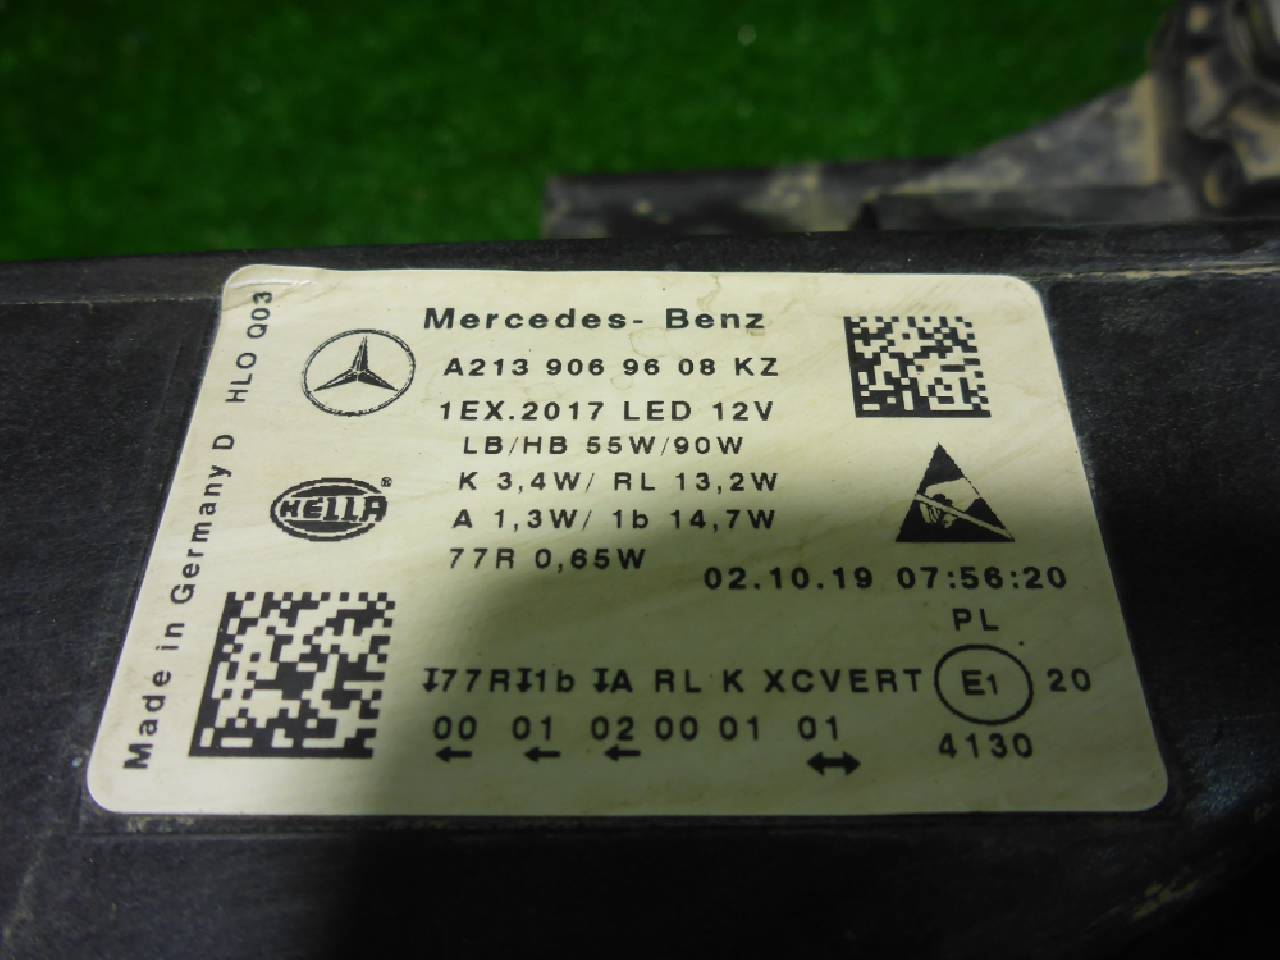 Mercedes- Benz
A213 906 96 08 KZ
1EX.2017 LED 12V
LB/HB 55W/90W
K 3,4W/ RL 13,2W
A 1,3W/ 1b 14,7W
77R 0,65W
HELLA®
02.10.19 07:56:20
PL
77R 1b A RL K XCVERT E1 20
00 01 02 00 01 01 4130
← ← ← ↔
Made in Germany D HLO Q03